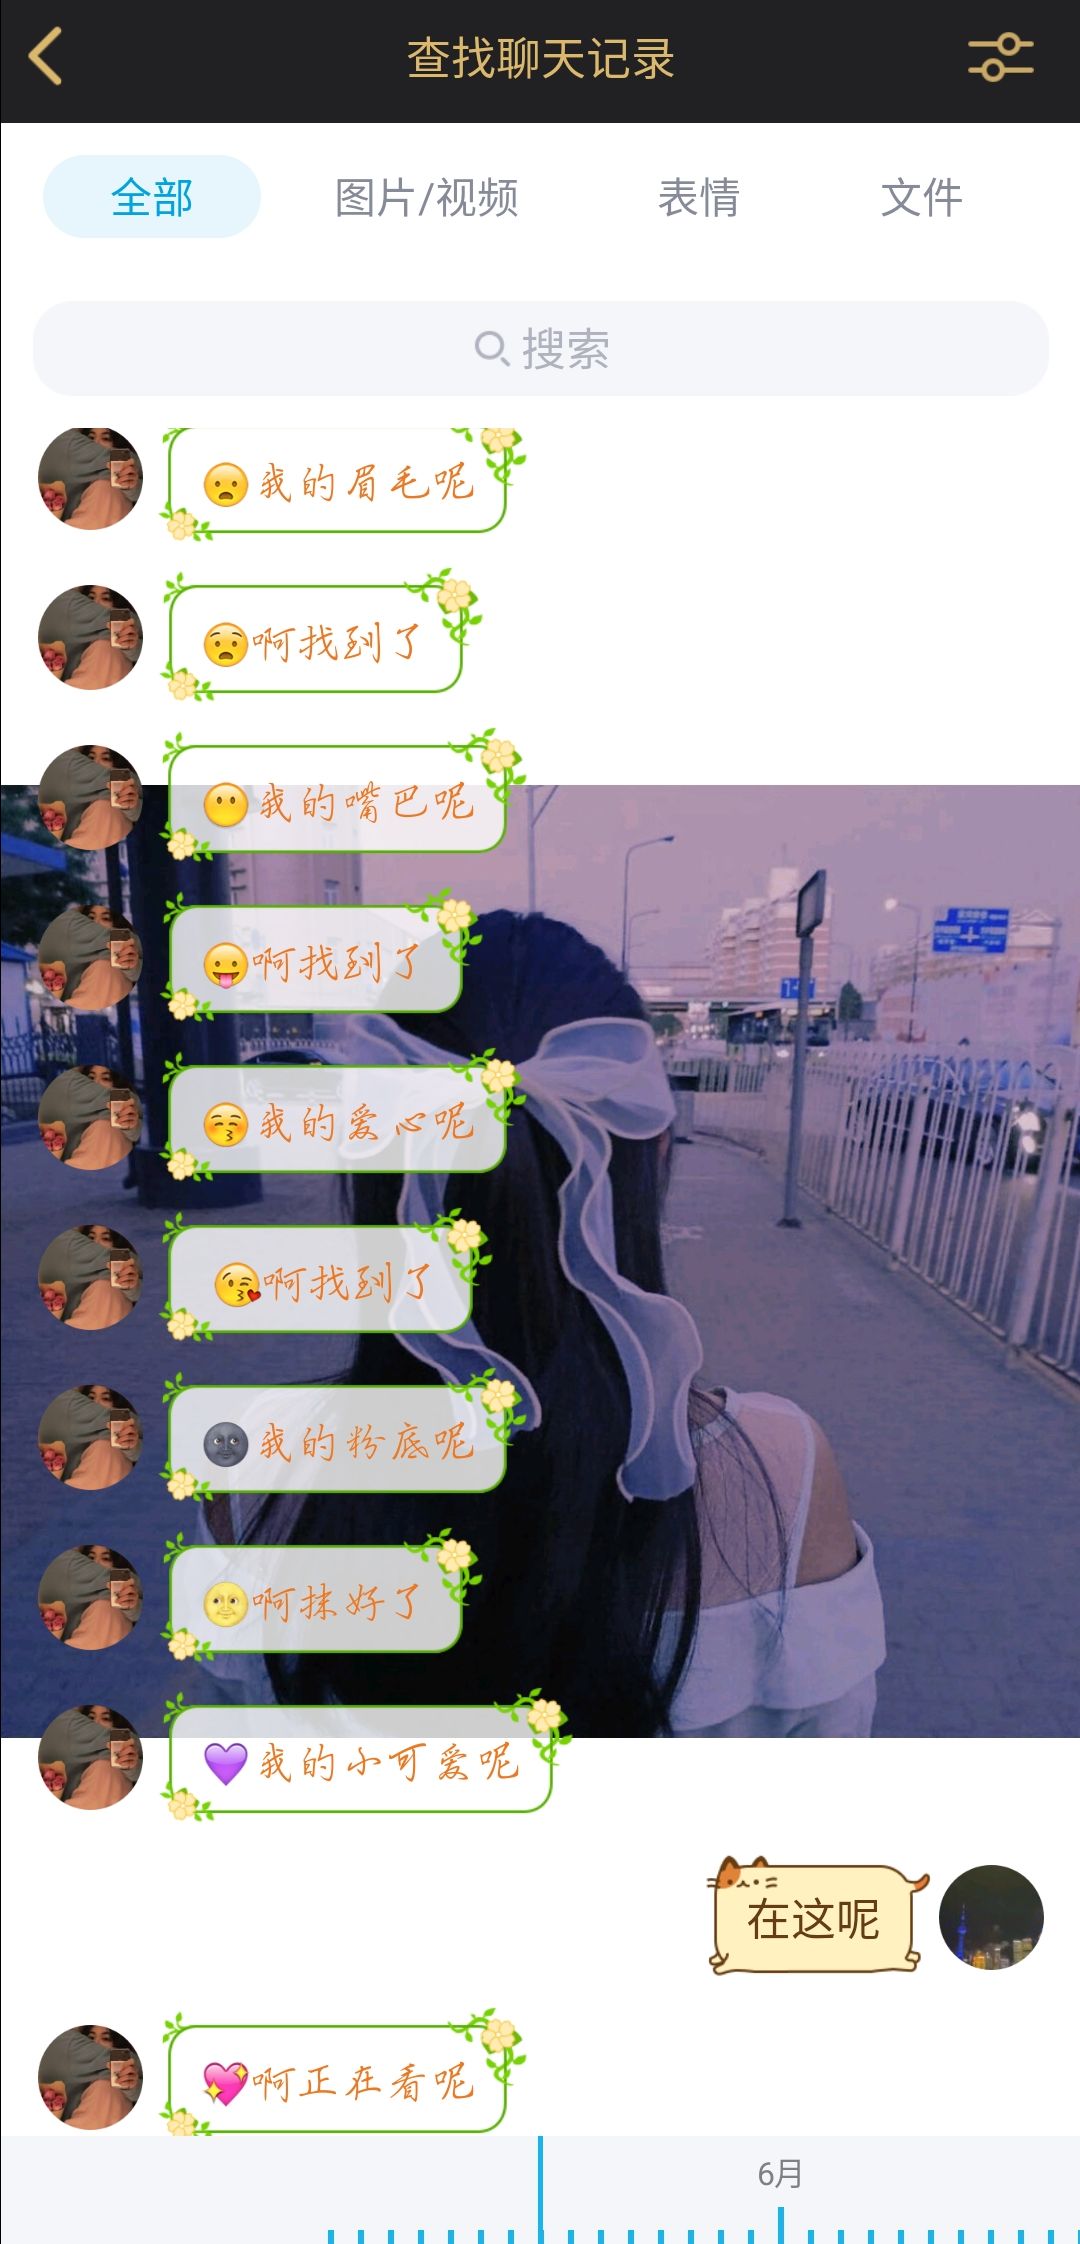 查找聊天记录
全部 图片/视频 表情 文件
搜索
😦我的眉毛呢
😧啊找到了
😶我的嘴巴呢
😛啊找到了
😚我的爱心呢
😘啊找到了
🌚我的粉底呢
🌝啊抹好了
💜我的小可爱呢
在这呢
💖啊正在看呢
6月